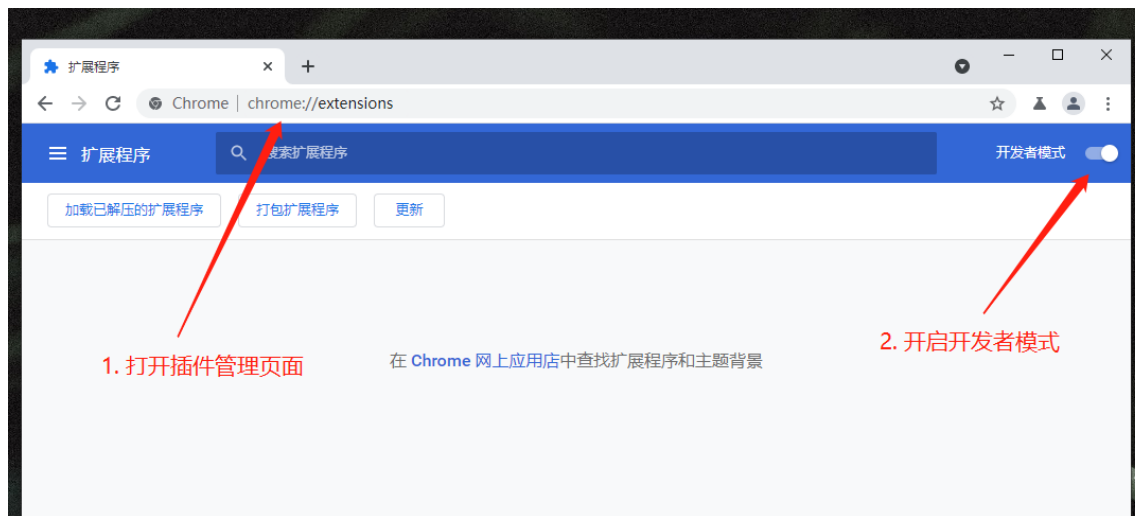 扩展程序
Chrome | chrome://extensions
扩展程序
搜索扩展程序
开发者模式
加载已解压的扩展程序
打包扩展程序
更新
1. 打开插件管理页面
在 Chrome 网上应用店中查找扩展程序和主题背景
2. 开启开发者模式